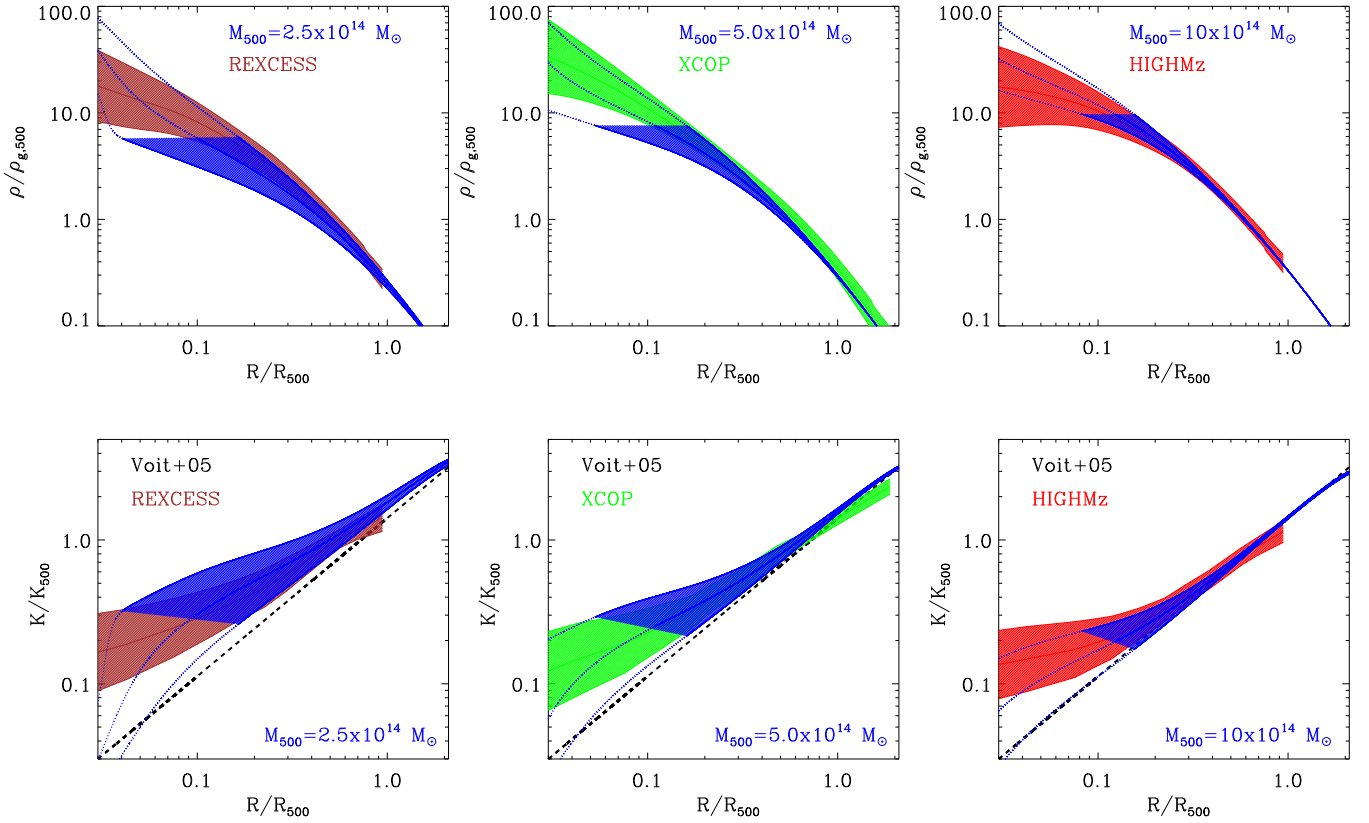 100.0
10.0
1.0
0.1
ρ/ρg,500
M500=2.5x10^14 M⊙
REXCESS
0.1
1.0
R/R500
100.0
10.0
1.0
0.1
ρ/ρg,500
M500=5.0x10^14 M⊙
XCOP
0.1
1.0
R/R500
100.0
10.0
1.0
0.1
ρ/ρg,500
M500=10x10^14 M⊙
HIGHMz
0.1
1.0
R/R500
1.0
0.1
K/K500
Voit+05
REXCESS
M500=2.5x10^14 M⊙
0.1
1.0
R/R500
1.0
0.1
K/K500
Voit+05
XCOP
M500=5.0x10^14 M⊙
0.1
1.0
R/R500
1.0
0.1
K/K500
Voit+05
HIGHMz
M500=10x10^14 M⊙
0.1
1.0
R/R500